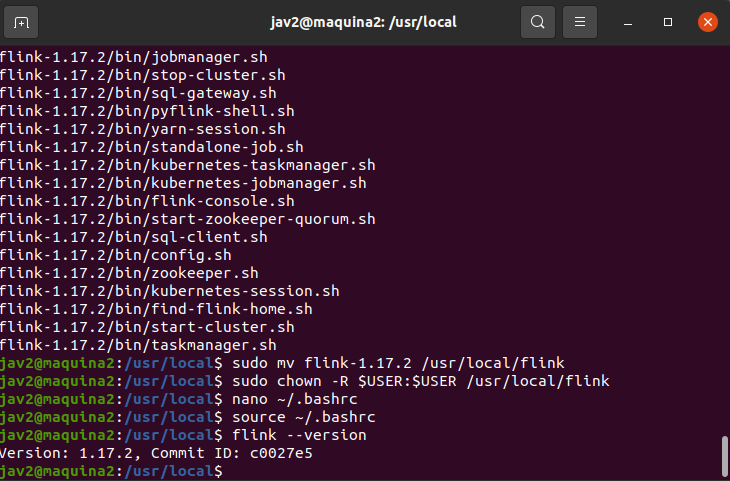 jav2@maquina2: /usr/local
flink-1.17.2/bin/jobmanager.sh
flink-1.17.2/bin/stop-cluster.sh
flink-1.17.2/bin/sql-gateway.sh
flink-1.17.2/bin/pyflink-shell.sh
flink-1.17.2/bin/yarn-session.sh
flink-1.17.2/bin/standalone-job.sh
flink-1.17.2/bin/kubernetes-taskmanager.sh
flink-1.17.2/bin/kubernetes-jobmanager.sh
flink-1.17.2/bin/flink-console.sh
flink-1.17.2/bin/start-zookeeper-quorum.sh
flink-1.17.2/bin/sql-client.sh
flink-1.17.2/bin/config.sh
flink-1.17.2/bin/zookeeper.sh
flink-1.17.2/bin/kubernetes-session.sh
flink-1.17.2/bin/find-flink-home.sh
flink-1.17.2/bin/start-cluster.sh
flink-1.17.2/bin/taskmanager.sh
jav2@maquina2:/usr/local$ sudo mv flink-1.17.2 /usr/local/flink
jav2@maquina2:/usr/local$ sudo chown -R $USER:$USER /usr/local/flink
jav2@maquina2:/usr/local$ nano ~/.bashrc
jav2@maquina2:/usr/local$ source ~/.bashrc
jav2@maquina2:/usr/local$ flink --version
Version: 1.17.2, Commit ID: c0027e5
jav2@maquina2:/usr/local$